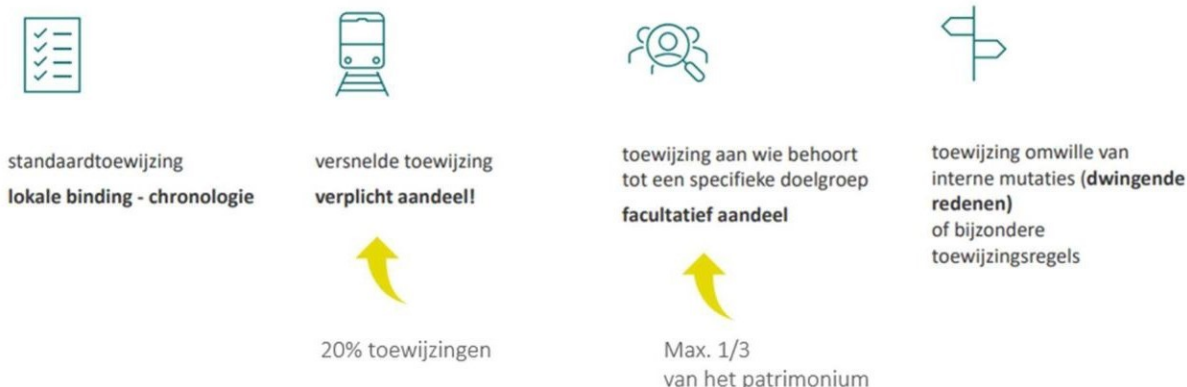 standaardtoewijzing
lokale binding - chronologie
versnelde toewijzing
verplicht aandeel!
20% toewijzingen
toewijzing aan wie behoort
tot een specifieke doelgroep
facultatief aandeel
Max. 1/3
van het patrimonium
toewijzing omwille van
interne mutaties (dwingende
redenen)
of bijzondere
toewijzingsregels